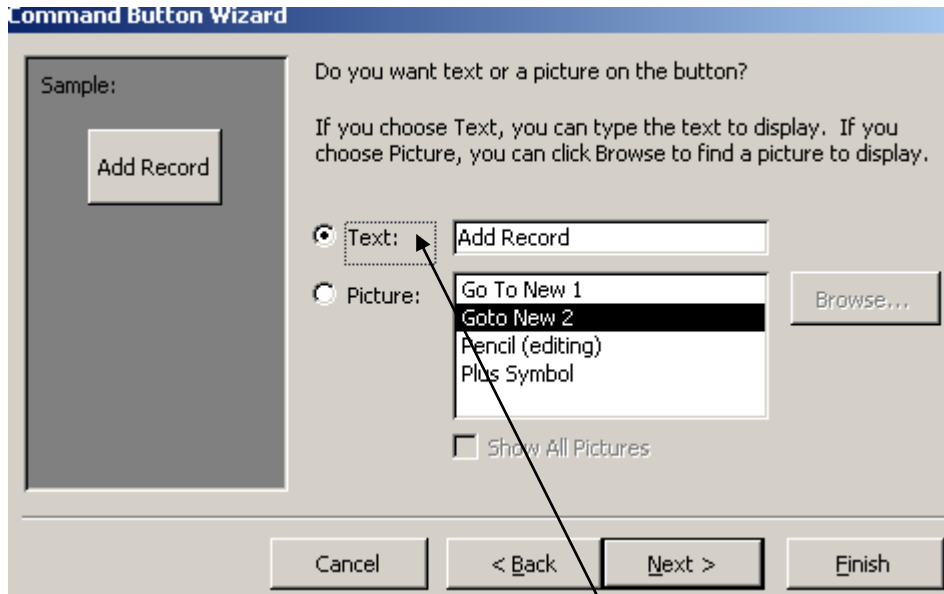 Command Button Wizard
Sample:
Add Record
Do you want text or a picture on the button?
If you choose Text, you can type the text to display.  If you
choose Picture, you can click Browse to find a picture to display.
Text:
Add Record
Picture:
Go To New 1
Goto New 2
Pencil (editing)
Plus Symbol
Browse...
Show All Pictures
Cancel
< Back
Next >
Finish